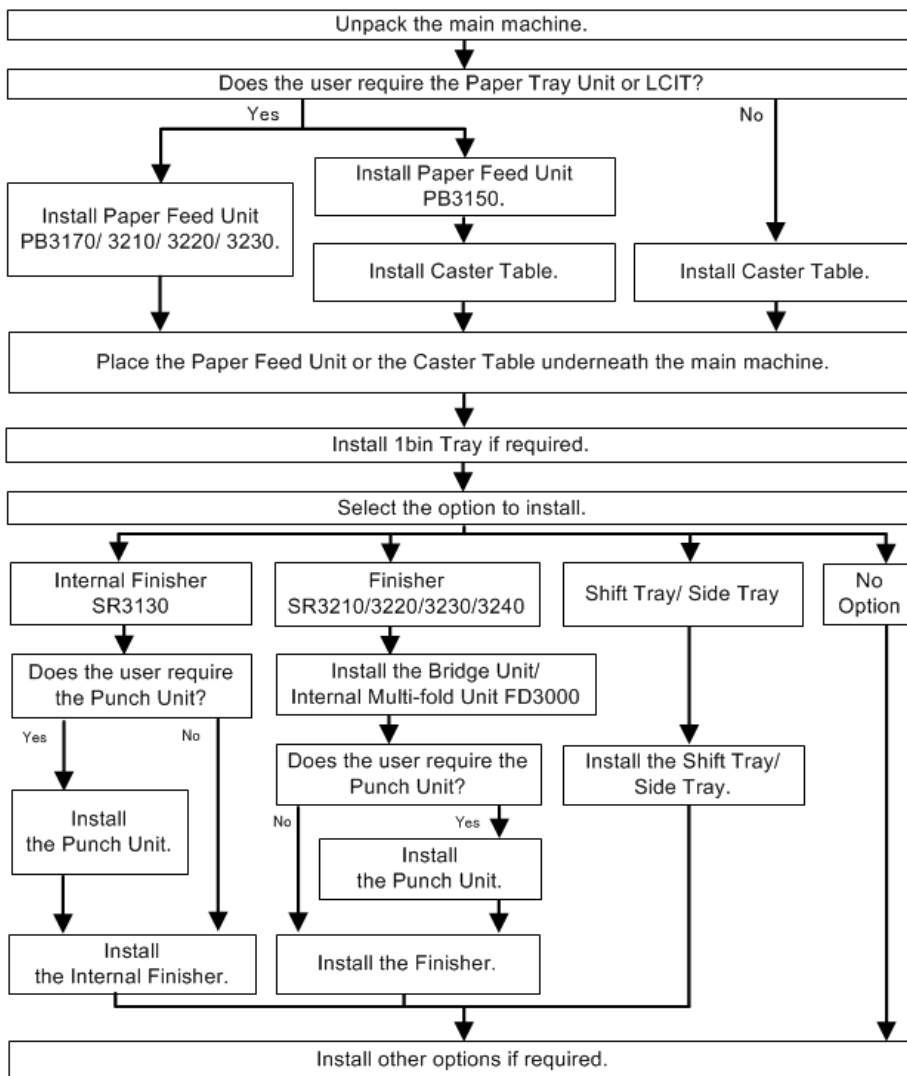 Unpack the main machine.
Does the user require the Paper Tray Unit or LCIT?
Yes
No
Install Paper Feed Unit
PB3170/ 3210/ 3220/ 3230.
Install Paper Feed Unit
PB3150.
Install Caster Table.
Install Caster Table.
Place the Paper Feed Unit or the Caster Table underneath the main machine.
Install 1bin Tray if required.
Select the option to install.
Internal Finisher
SR3130
Finisher
SR3210/3220/3230/3240
Shift Tray/ Side Tray
No
Option
Does the user require
the Punch Unit?
Yes
No
Install
the Punch Unit.
Install
the Internal Finisher.
Install the Bridge Unit/
Internal Multi-fold Unit FD3000
Does the user require the
Punch Unit?
No
Yes
Install
the Punch Unit.
Install the Finisher.
Install the Shift Tray/
Side Tray.
Install other options if required.